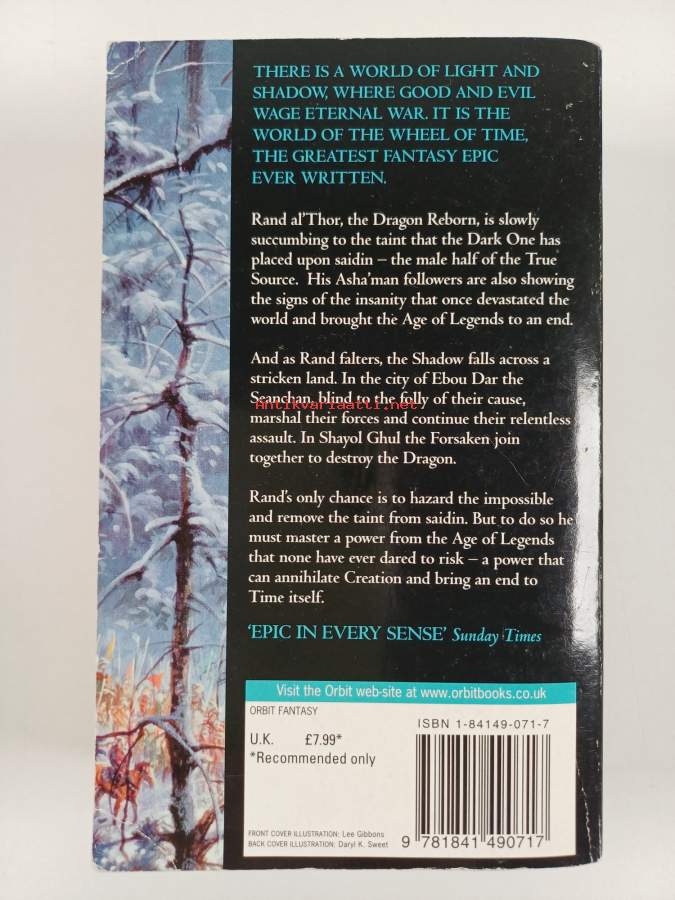 THERE IS A WORLD OF LIGHT AND
SHADOW, WHERE GOOD AND EVIL
WAGE ETERNAL WAR. IT IS THE
WORLD OF THE WHEEL OF TIME,
THE GREATEST FANTASY EPIC
EVER WRITTEN.
Rand al'Thor, the Dragon Reborn, is slowly
succumbing to the taint that the Dark One has
placed upon saidin – the male half of the True
Source. His Asha'man followers are also showing
the signs of the insanity that once devastated the
world and brought the Age of Legends to an end.
And as Rand falters, the Shadow falls across a
stricken land. In the city of Ebou Dar the
Seanchan, blind to the folly of their cause,
Antikvariaatti.net
marshal their forces and continue their relentless
assault. In Shayol Ghul the Forsaken join
together to destroy the Dragon.
Rand's only chance is to hazard the impossible
and remove the taint from saidin. But to do so he
must master a power from the Age of Legends
that none have ever dared to risk – a power that
can annihilate Creation and bring an end to
Time itself.
'EPIC IN EVERY SENSE' Sunday Times
Visit the Orbit web-site at www.orbitbooks.co.uk
ORBIT FANTASY
U.K. £7.99*
*Recommended only
ISBN 1-84149-071-7
9 781841 490717
FRONT COVER ILLUSTRATION: Lee Gibbons
BACK COVER ILLUSTRATION: Daryl K. Sweet